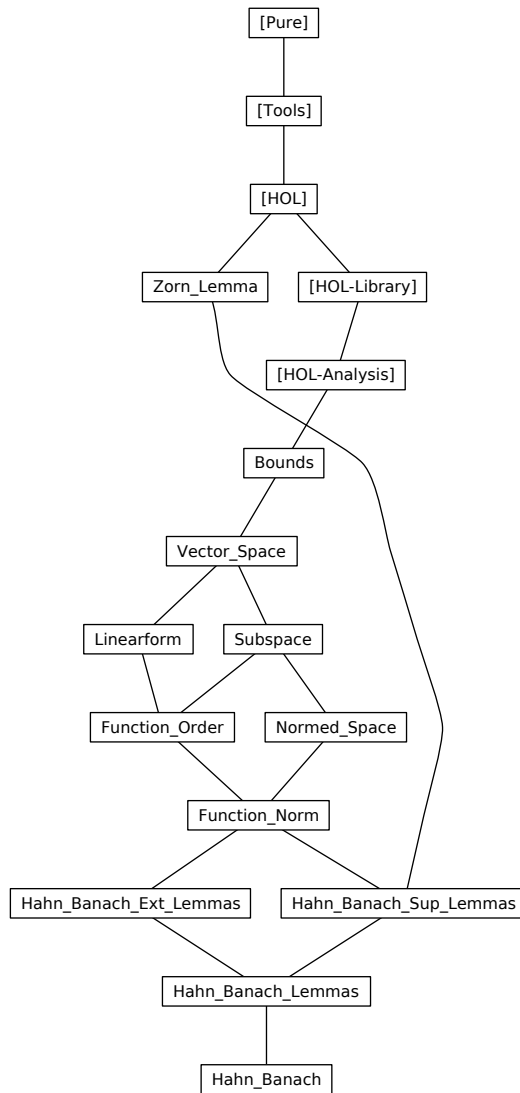 [Pure]
[Tools]
[HOL]
Zorn_Lemma
[HOL-Library]
[HOL-Analysis]
Bounds
Vector_Space
Linearform
Subspace
Function_Order
Normed_Space
Function_Norm
Hahn_Banach_Ext_Lemmas
Hahn_Banach_Sup_Lemmas
Hahn_Banach_Lemmas
Hahn_Banach